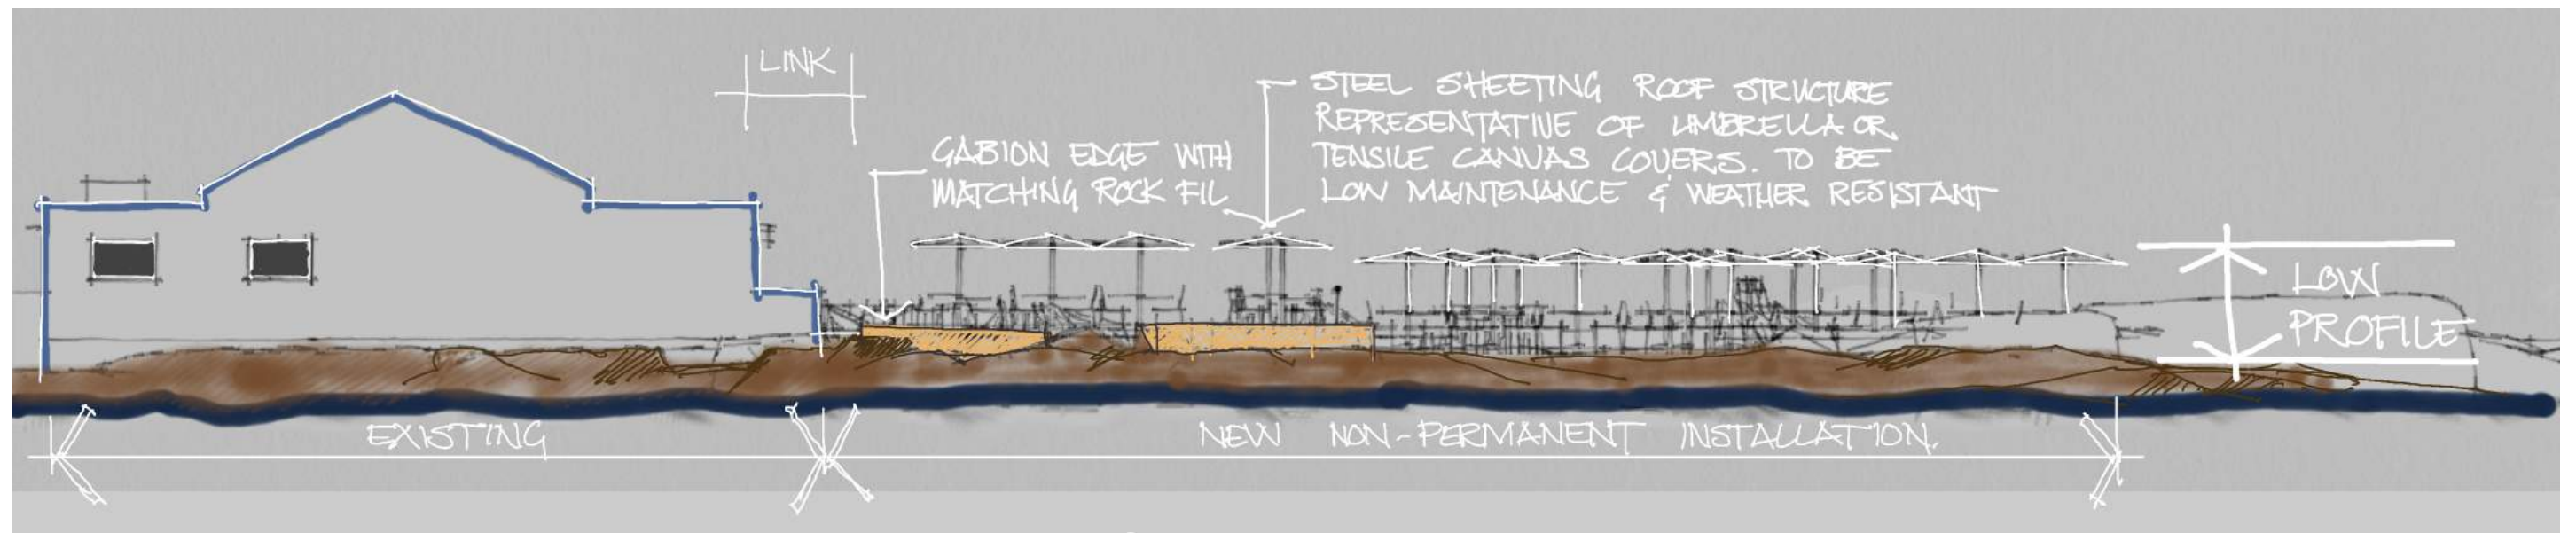 LINK
GABION EDGE WITH
MATCHING ROCK FIL
STEEL SHEETING ROOF STRUCTURE
REPRESENTATIVE OF UMBRELLA OR
TENSILE CANVAS COVERS. TO BE
LOW MAINTENANCE & WEATHER RESISTANT
LOW
PROFILE
EXISTING
NEW NON-PERMANENT INSTALLATION.